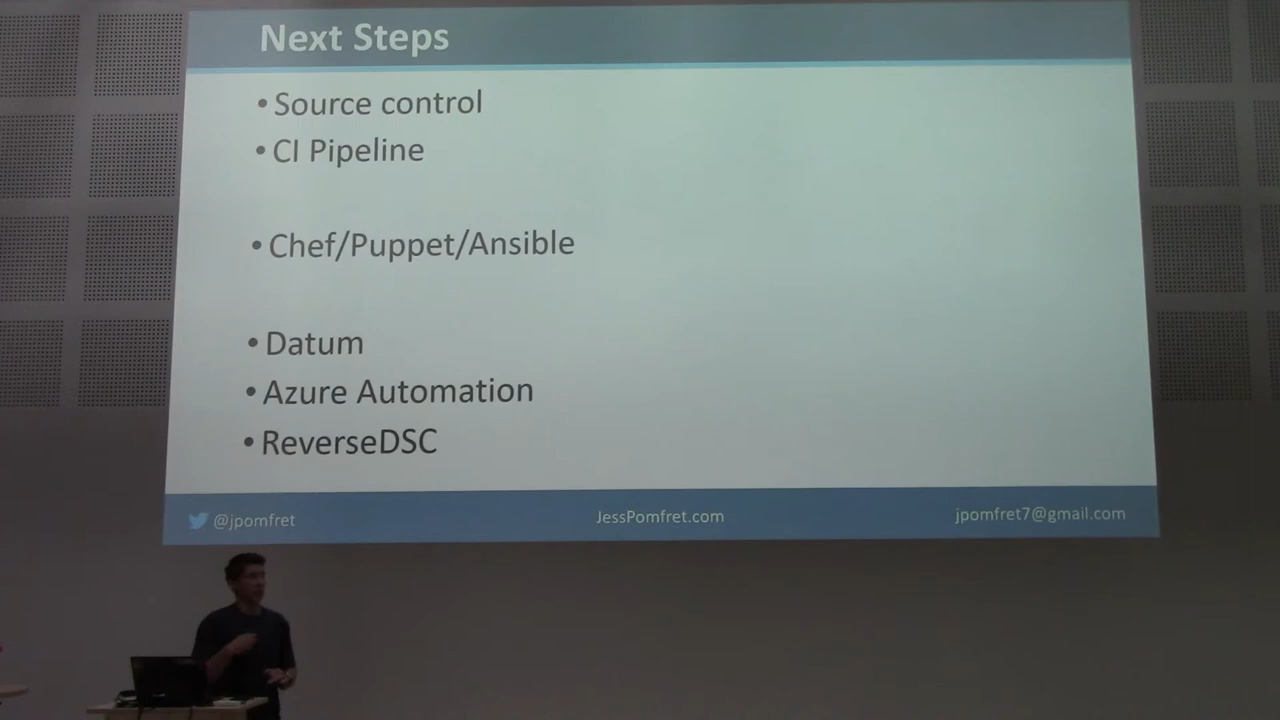 Next Steps
• Source control
• CI Pipeline
• Chef/Puppet/Ansible
• Datum
• Azure Automation
• ReverseDSC
@jpomfret
JessPomfret.com
jpomfret7@gmail.com